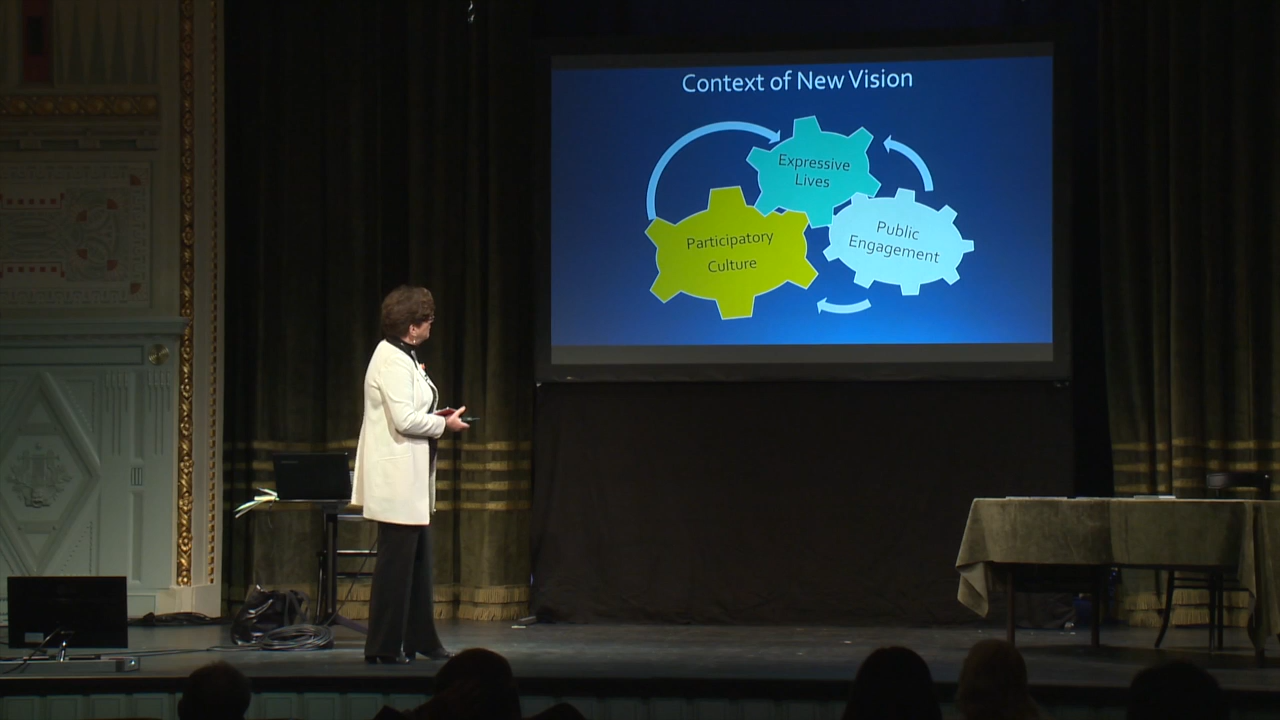 Context of New Vision
Expressive
Lives
Participatory
Culture
Public
Engagement